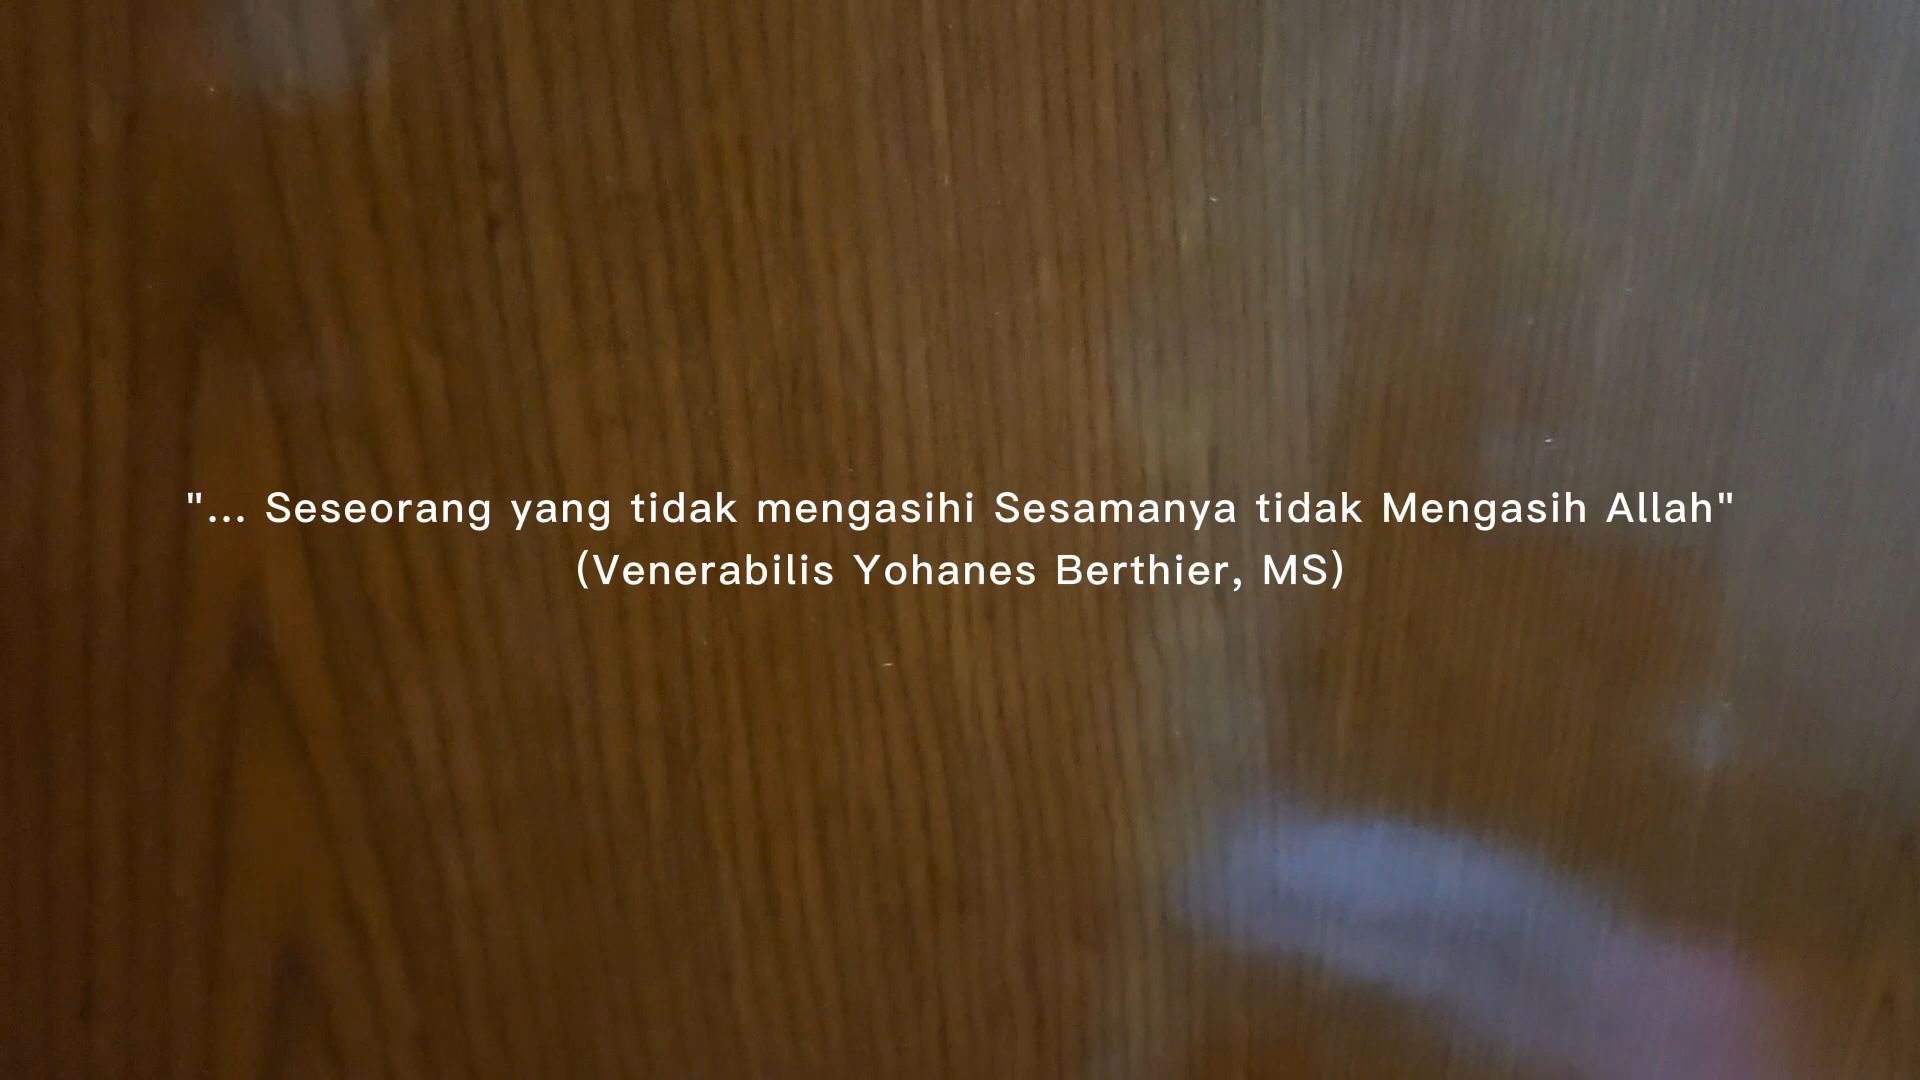 "... Seseorang yang tidak mengasihi Sesamanya tidak Mengasih Allah"
(Venerabilis Yohanes Berthier, MS)